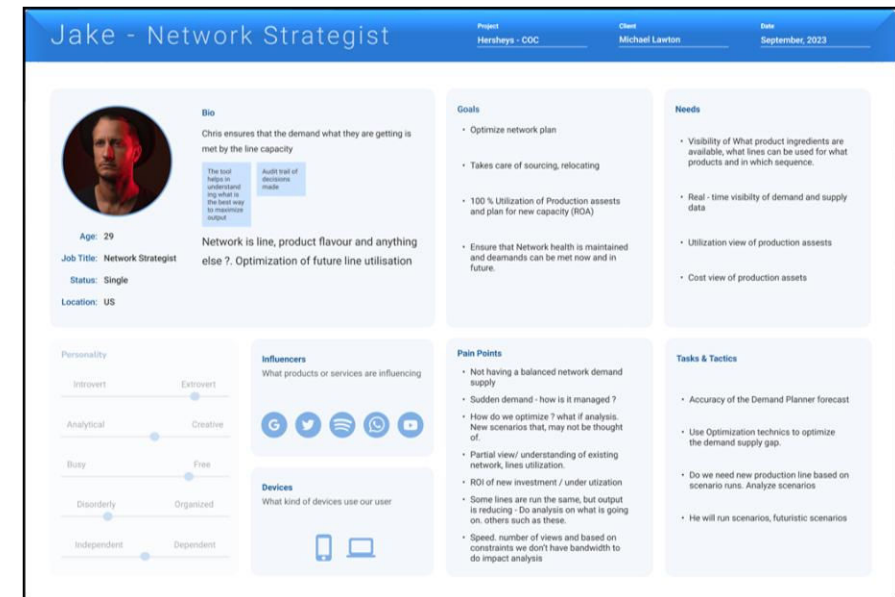 Jake - Network Strategist
Project
Hersheys - COC
Client
Michael Lawton
Date
September, 2023
Bio
Chris ensures that the demand what they are getting is
met by the line capacity
The tool
helps in
understand
ing what is
the best way
to maximize
output
Audit trail of
decisions
made
Network is line, product flavour and anything
else ?. Optimization of future line utilisation
Age: 29
Job Title: Network Strategist
Status: Single
Location: US
Goals
• Optimize network plan
• Takes care of sourcing, relocating
• 100 % Utilization of Production assests
and plan for new capacity (ROA)
• Ensure that Network health is maintained
and deamands can be met now and in
future.
Needs
• Visibility of What product ingredients are
available, what lines can be used for what
products and in which sequence.
• Real - time visibilty of demand and supply
data
• Utilization view of production assests
• Cost view of production assets
Personality
Introvert Extrovert
Analytical Creative
Busy Free
Disorderly Organized
Independent Dependent
Influencers
What products or services are influencing
Devices
What kind of devices use our user
Pain Points
• Not having a balanced network demand
supply
• Sudden demand - how is it managed ?
• How do we optimize ? what if analysis.
New scenarios that, may not be thought
of.
• Partial view/ understanding of existing
network, lines utilization.
• ROI of new investment / under utization
• Some lines are run the same, but output
is reducing - Do analysis on what is going
on. others such as these.
• Speed. number of views and based on
constraints we don't have bandwidth to
do impact analysis
Tasks & Tactics
• Accuracy of the Demand Planner forecast
• Use Optimization technics to optimize
the demand supply gap.
• Do we need new production line based on
scenario runs. Analyze scenarios
• He will run scenarios, futuristic scenarios